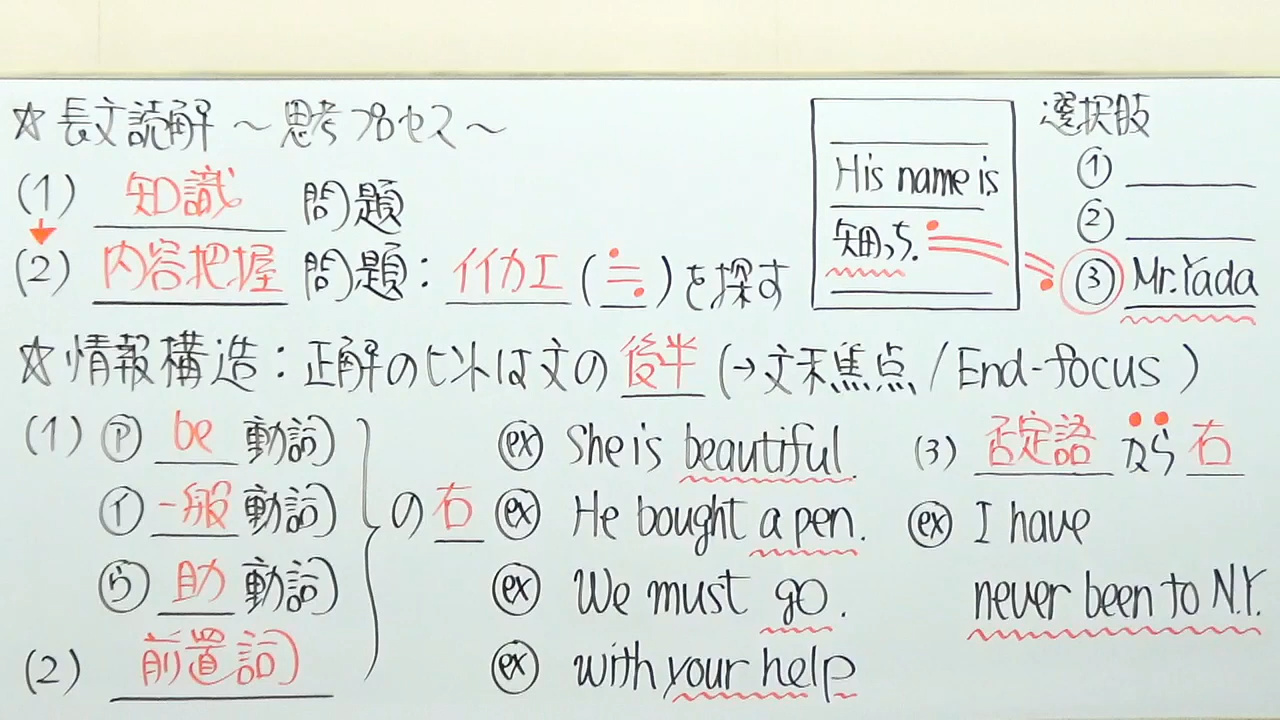 ☆長文読解～思考プロセス～
(1) 知識 問題
(2) 内容把握 問題：イイカエ(≒)を探す
His name is
矢田っち.
選択肢
①
②
③ Mr.Yada
☆情報構造：正解のヒントは文の後半(→文末焦点/End-focus)
(1) ㋐ be 動詞
㋑ 一般動詞
㋒ 助動詞
(2) 前置詞
の右
ex She is beautiful.
ex He bought a pen.
ex We must go.
ex with your help
(3) 否定語から右
ex I have
never been to N.Y.